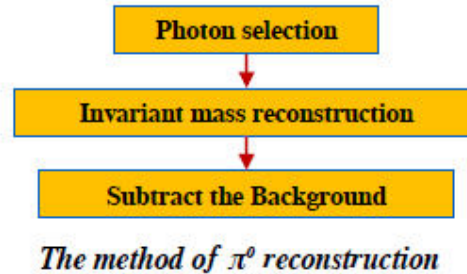 Photon selection
Invariant mass reconstruction
Subtract the Background
The method of π⁰ reconstruction